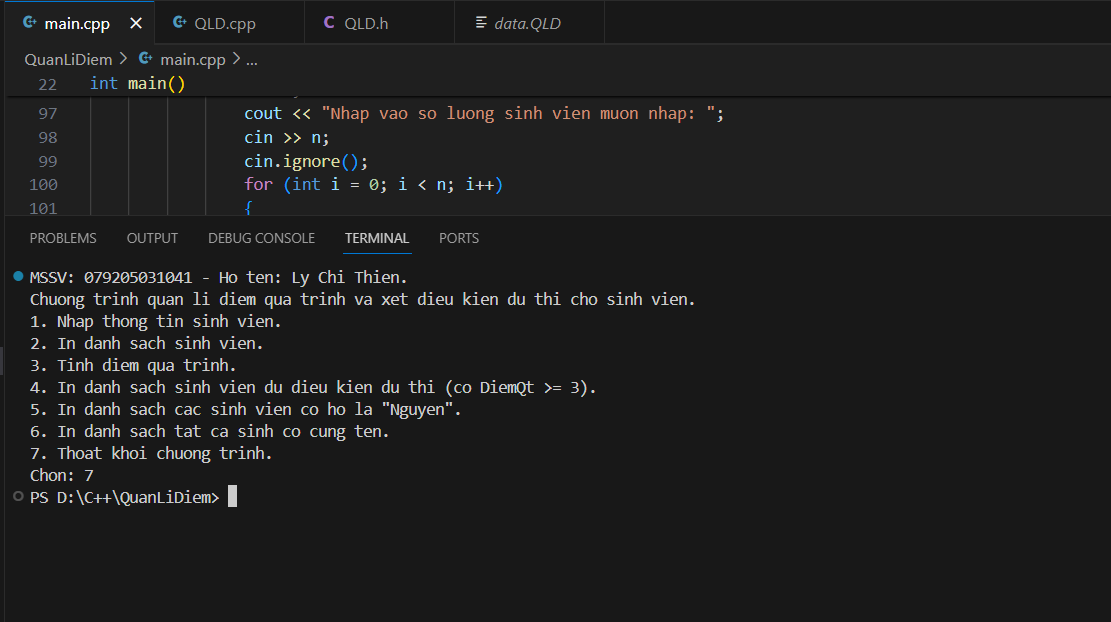 main.cpp QLD.cpp C QLD.h data.QLD
QuanLiDiem > main.cpp > ...
22 int main()
97 cout << "Nhap vao so luong sinh vien muon nhap: ";
98 cin >> n;
99 cin.ignore();
100 for (int i = 0; i < n; i++)
101 {
PROBLEMS OUTPUT DEBUG CONSOLE TERMINAL PORTS
MSSV: 079205031041 - Ho ten: Ly Chi Thien.
Chuong trinh quan li diem qua trinh va xet dieu kien du thi cho sinh vien.
1. Nhap thong tin sinh vien.
2. In danh sach sinh vien.
3. Tinh diem qua trinh.
4. In danh sach sinh vien du dieu kien du thi (co DiemQt >= 3).
5. In danh sach cac sinh vien co ho la "Nguyen".
6. In danh sach tat ca sinh co cung ten.
7. Thoat khoi chuong trinh.
Chon: 7
PS D:\C++\QuanLiDiem>